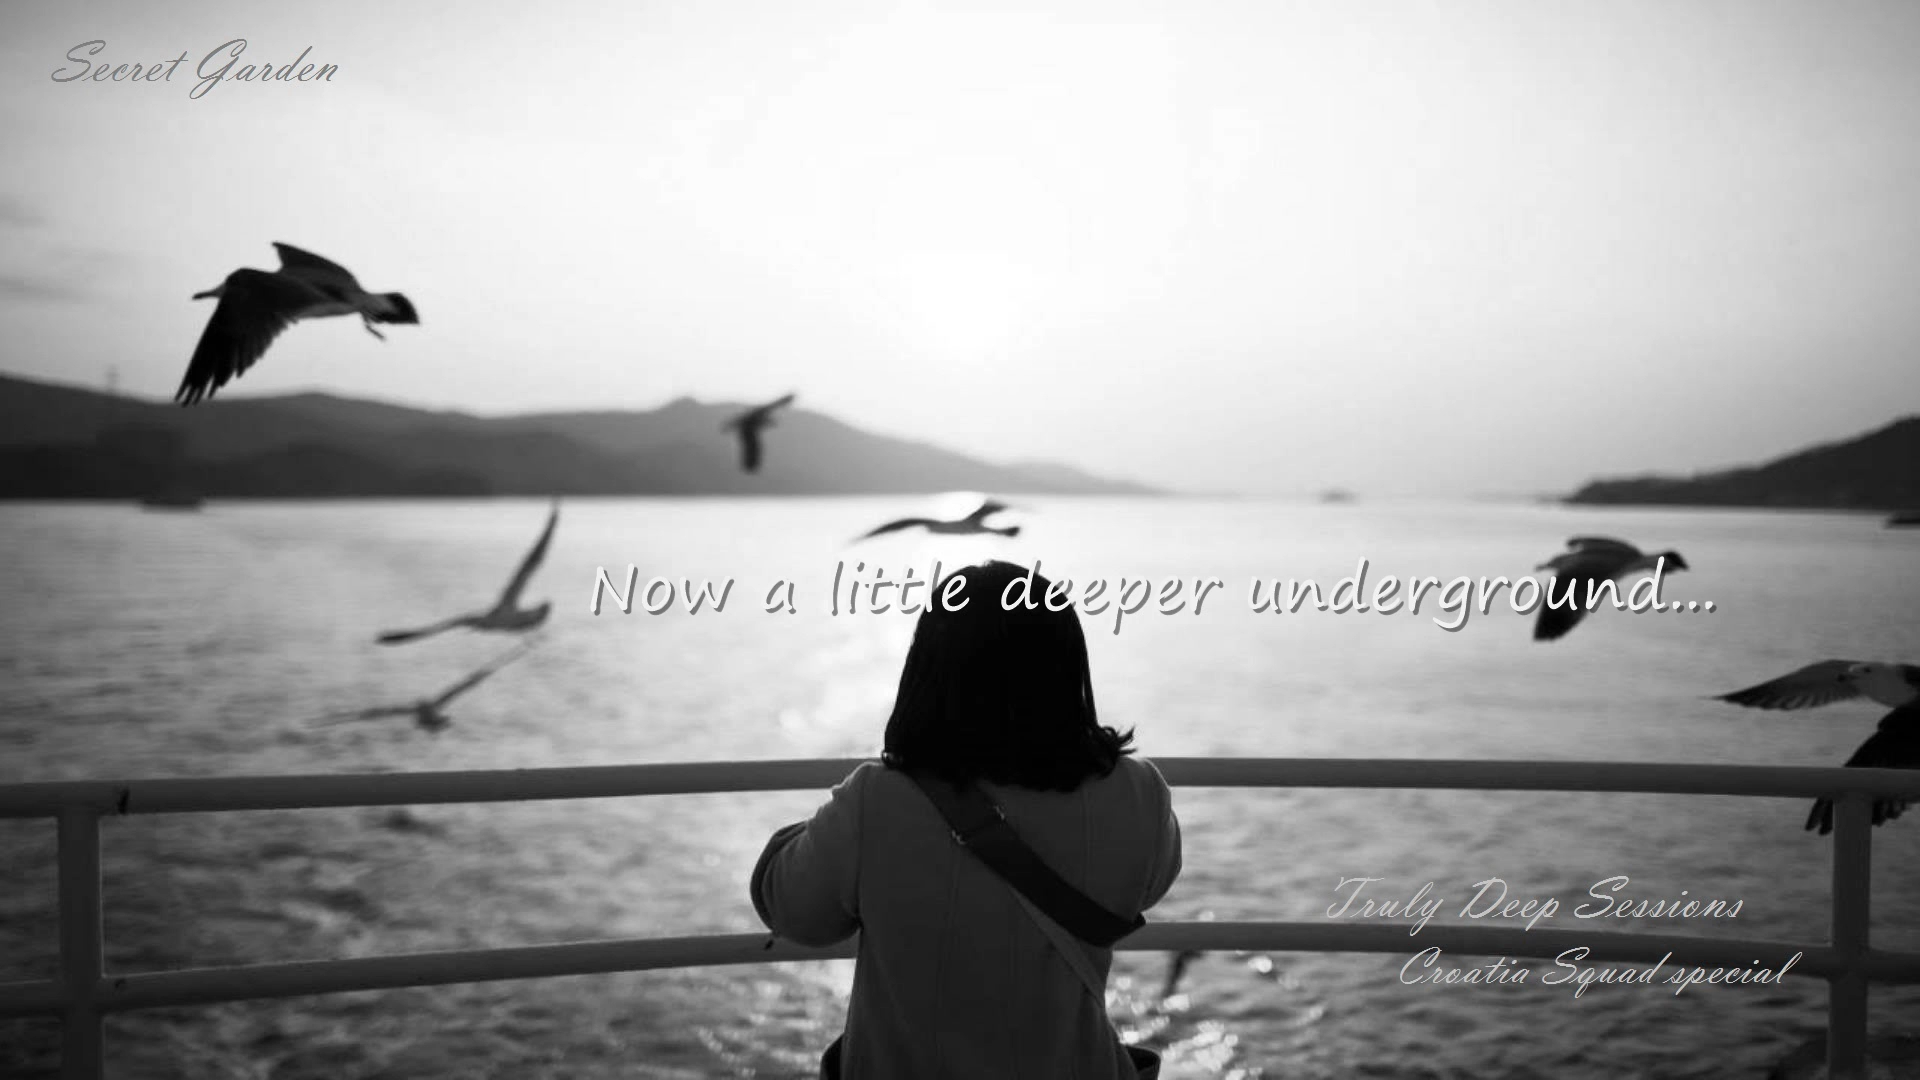 Secret Garden
Now a little deeper underground...
Truly Deep Sessions
Croatia Squad special